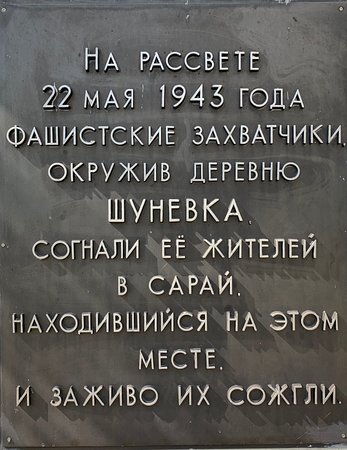 На рассвете
22 мая 1943 года
фашистские захватчики,
окружив деревню
ШУНЕВКА,
согнали её жителей
в сарай,
находившийся на этом
месте,
и заживо их сожгли.